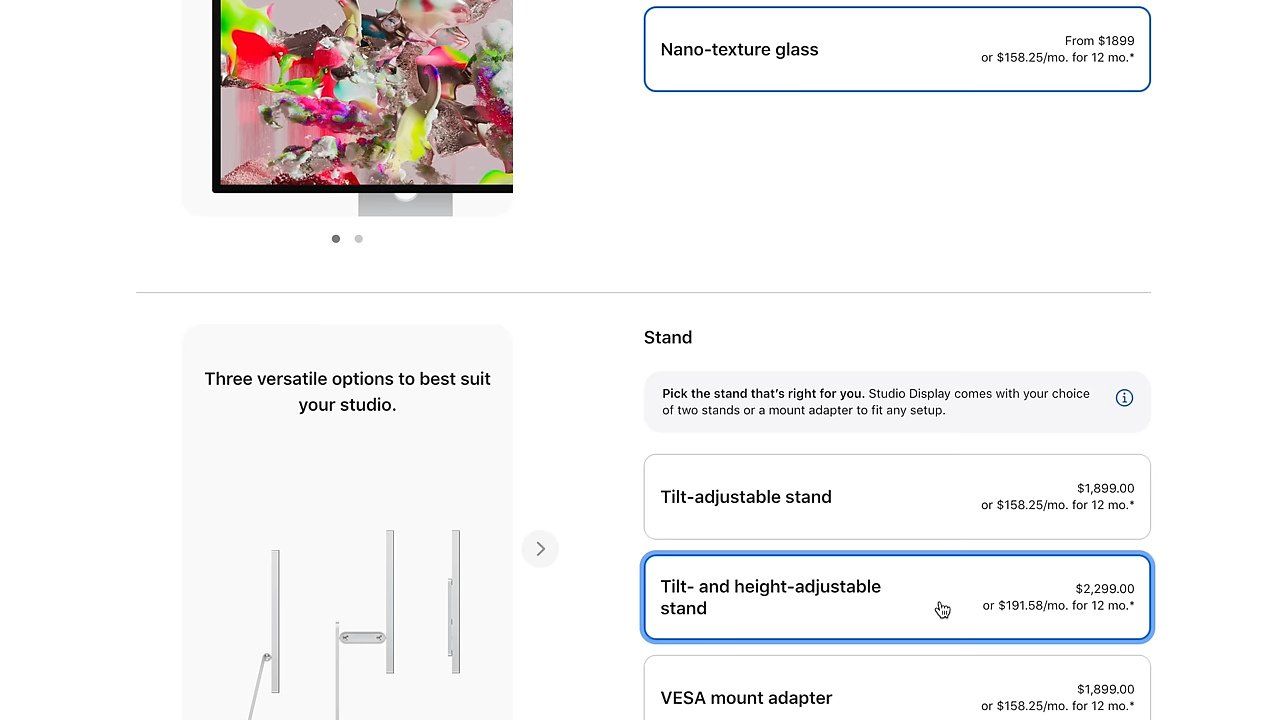 Nano-texture glass
From $1899
or $158.25/mo. for 12 mo.*
Three versatile options to best suit
your studio.
Stand
Pick the stand that’s right for you. Studio Display comes with your choice
of two stands or a mount adapter to fit any setup.
Tilt-adjustable stand
$1,899.00
or $158.25/mo. for 12 mo.*
Tilt- and height-adjustable
stand
$2,299.00
or $191.58/mo. for 12 mo.*
VESA mount adapter
$1,899.00
or $158.25/mo. for 12 mo.*